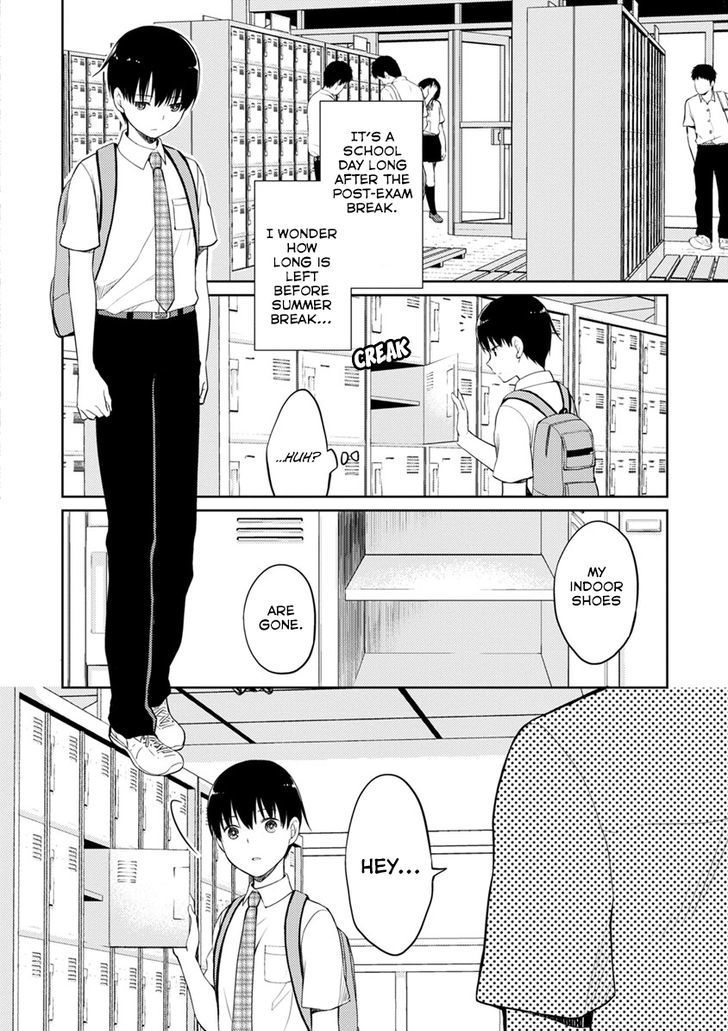 IT'S A
SCHOOL
DAY LONG
AFTER THE
POST-EXAM
BREAK.
I WONDER
HOW
LONG IS
LEFT
BEFORE
SUMMER
BREAK...
CREAK
...HUH?
MY
INDOOR
SHOES
ARE
GONE.
HEY...